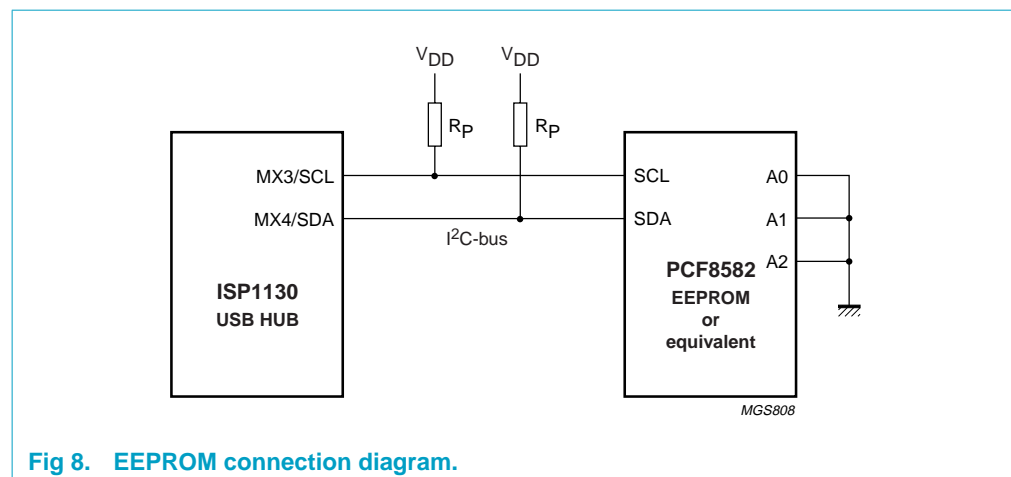 VDD VDD
RP RP
MX3/SCL SCL A0
MX4/SDA SDA A1
I2C-bus
A2
PCF8582
EEPROM
or
equivalent
ISP1130
USB HUB
MGS808
Fig 8. EEPROM connection diagram.